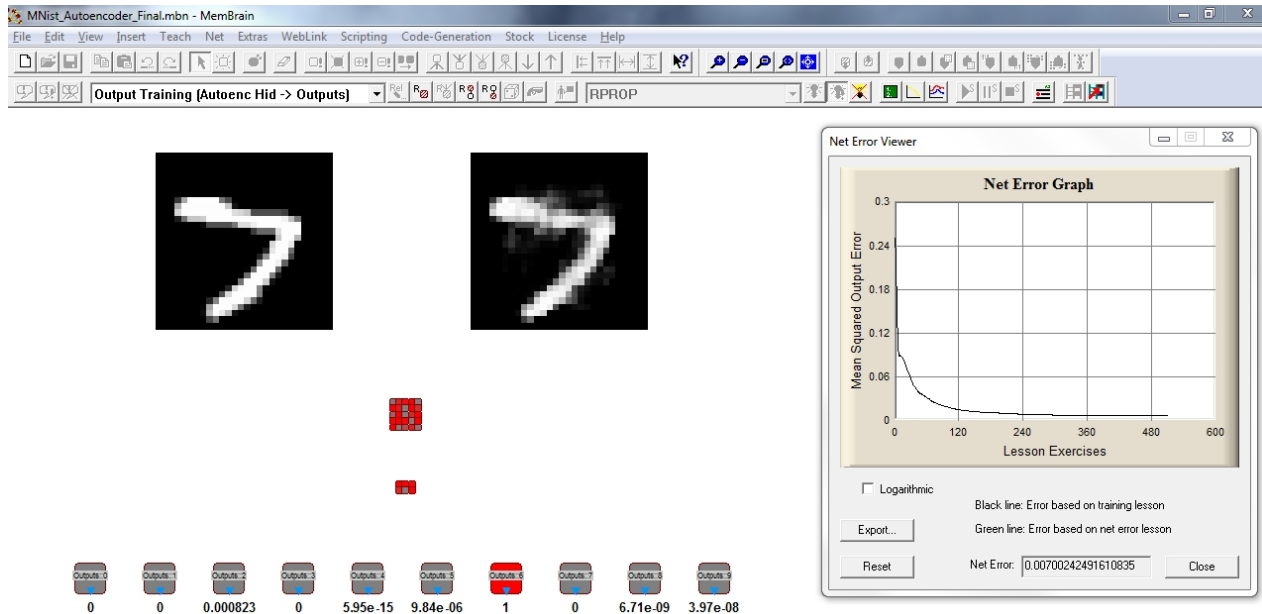 MNist_Autoencoder_Final.mbn - MemBrain
File Edit View Insert Teach Net Extras WebLink Scripting Code-Generation Stock License Help
Output Training (Autoenc Hid -> Outputs) RPROP
Net Error Viewer
Net Error Graph
Mean Squared Output Error
0.3
0.24
0.18
0.12
0.06
0
0 120 240 360 480 600
Lesson Exercises
Logarithmic
Black line: Error based on training lesson
Green line: Error based on net error lesson
Export...
Reset
Net Error: 0.00700242491610835
Close
Outputs::0 Outputs::1 Outputs::2 Outputs::3 Outputs::4 Outputs::5 Outputs::6 Outputs::7 Outputs::8 Outputs::9
0 0 0.000823 0 5.95e-15 9.84e-06 1 0 6.71e-09 3.97e-08